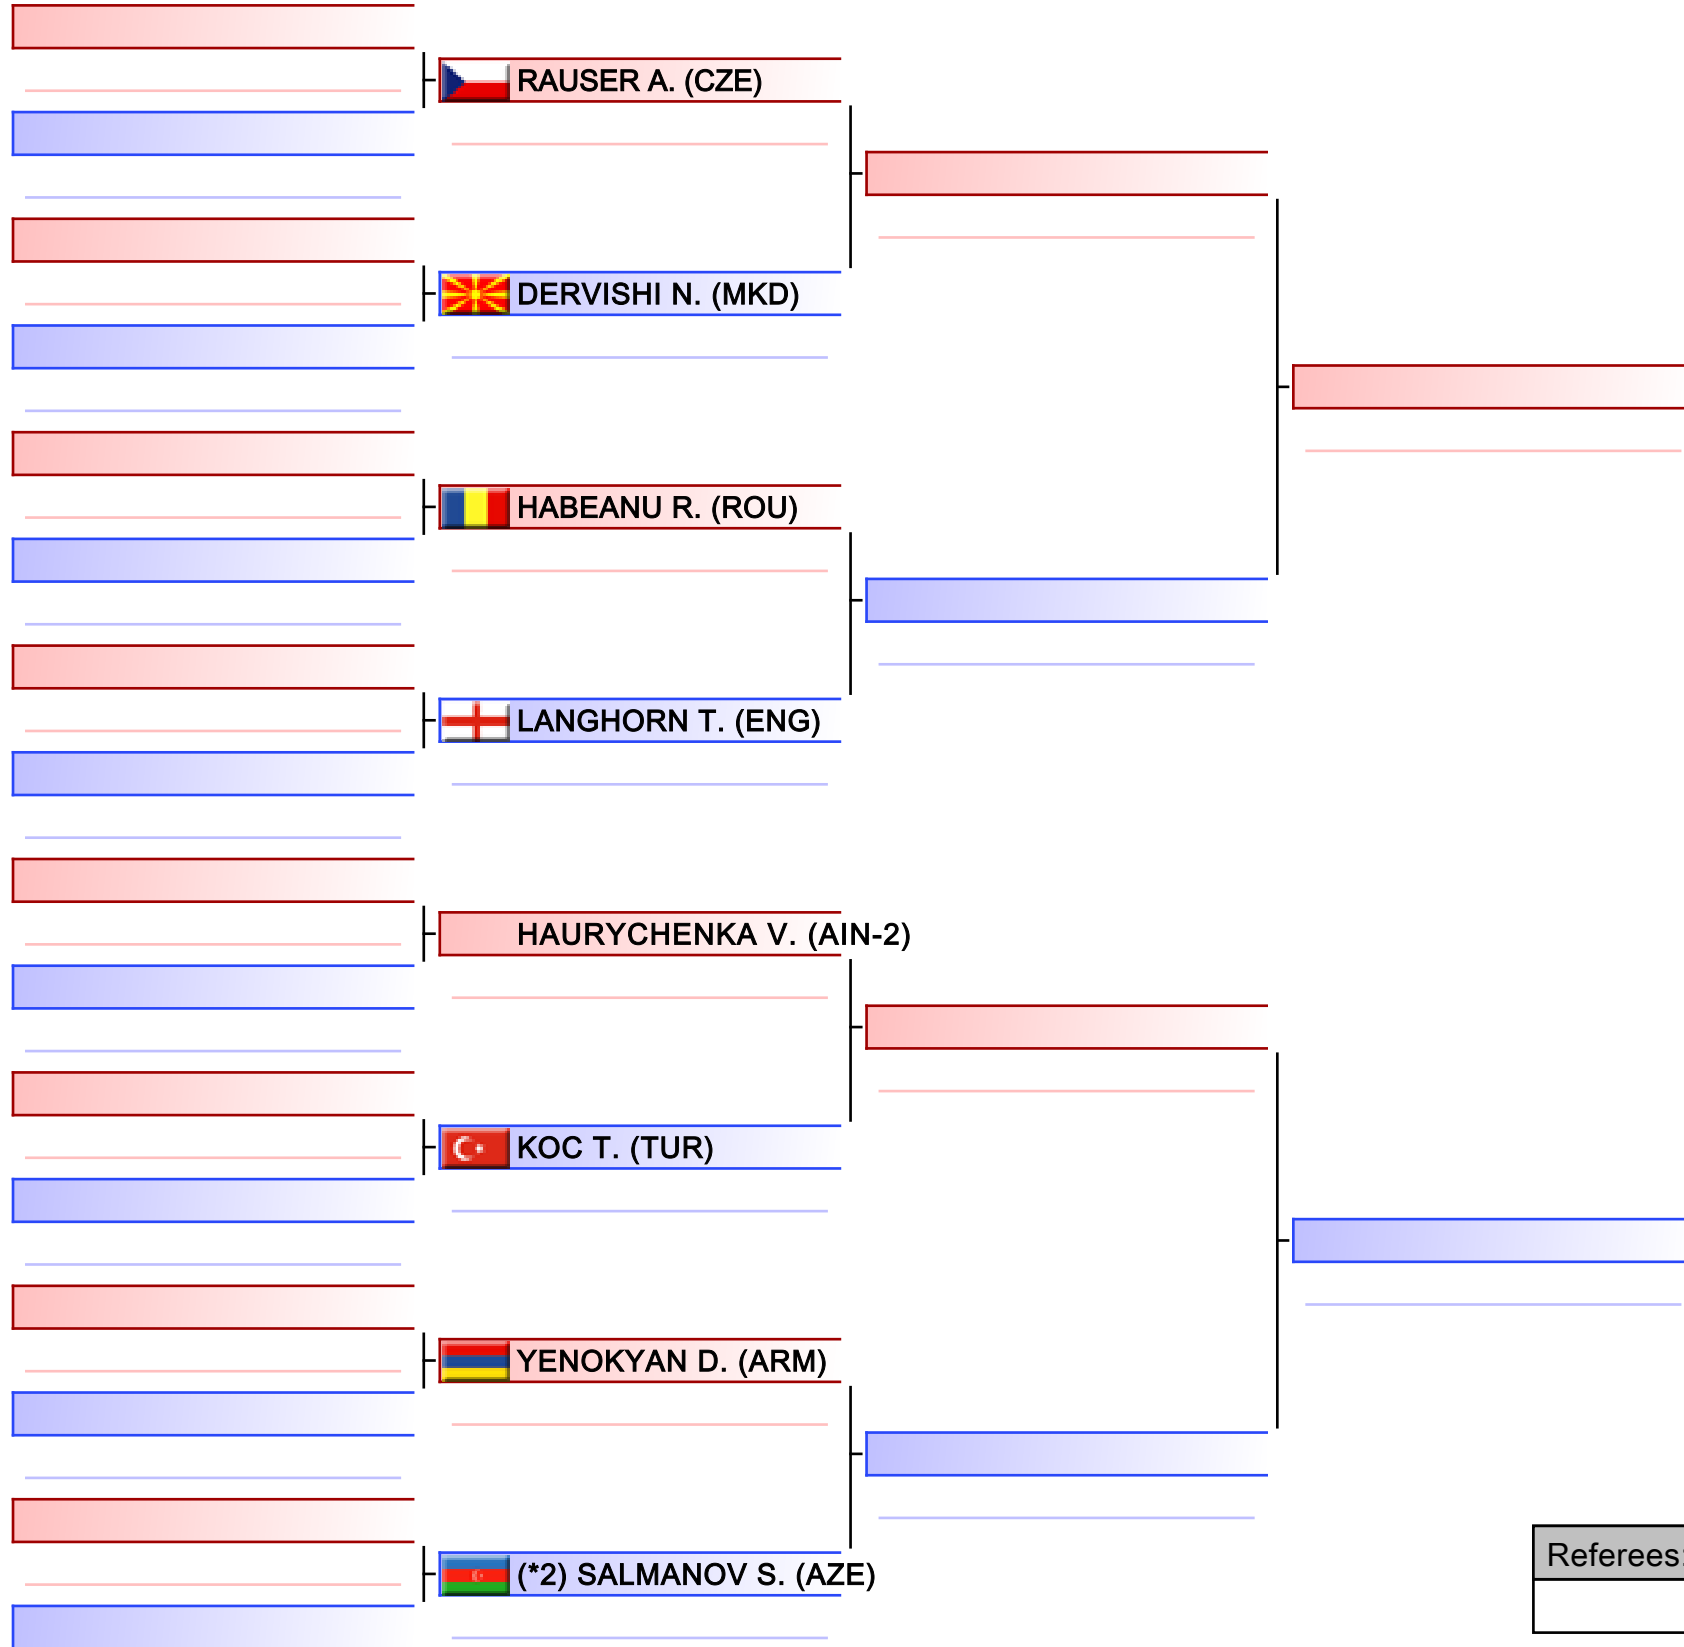 RAUSER A. (CZE)
DERVISHI N. (MKD)
HABEANU R. (ROU)
LANGHORN T. (ENG)
HAURYCHENKA V. (AIN-2)
KOC T. (TUR)
YENOKYAN D. (ARM)
(*2) SALMANOV S. (AZE)
Referees: